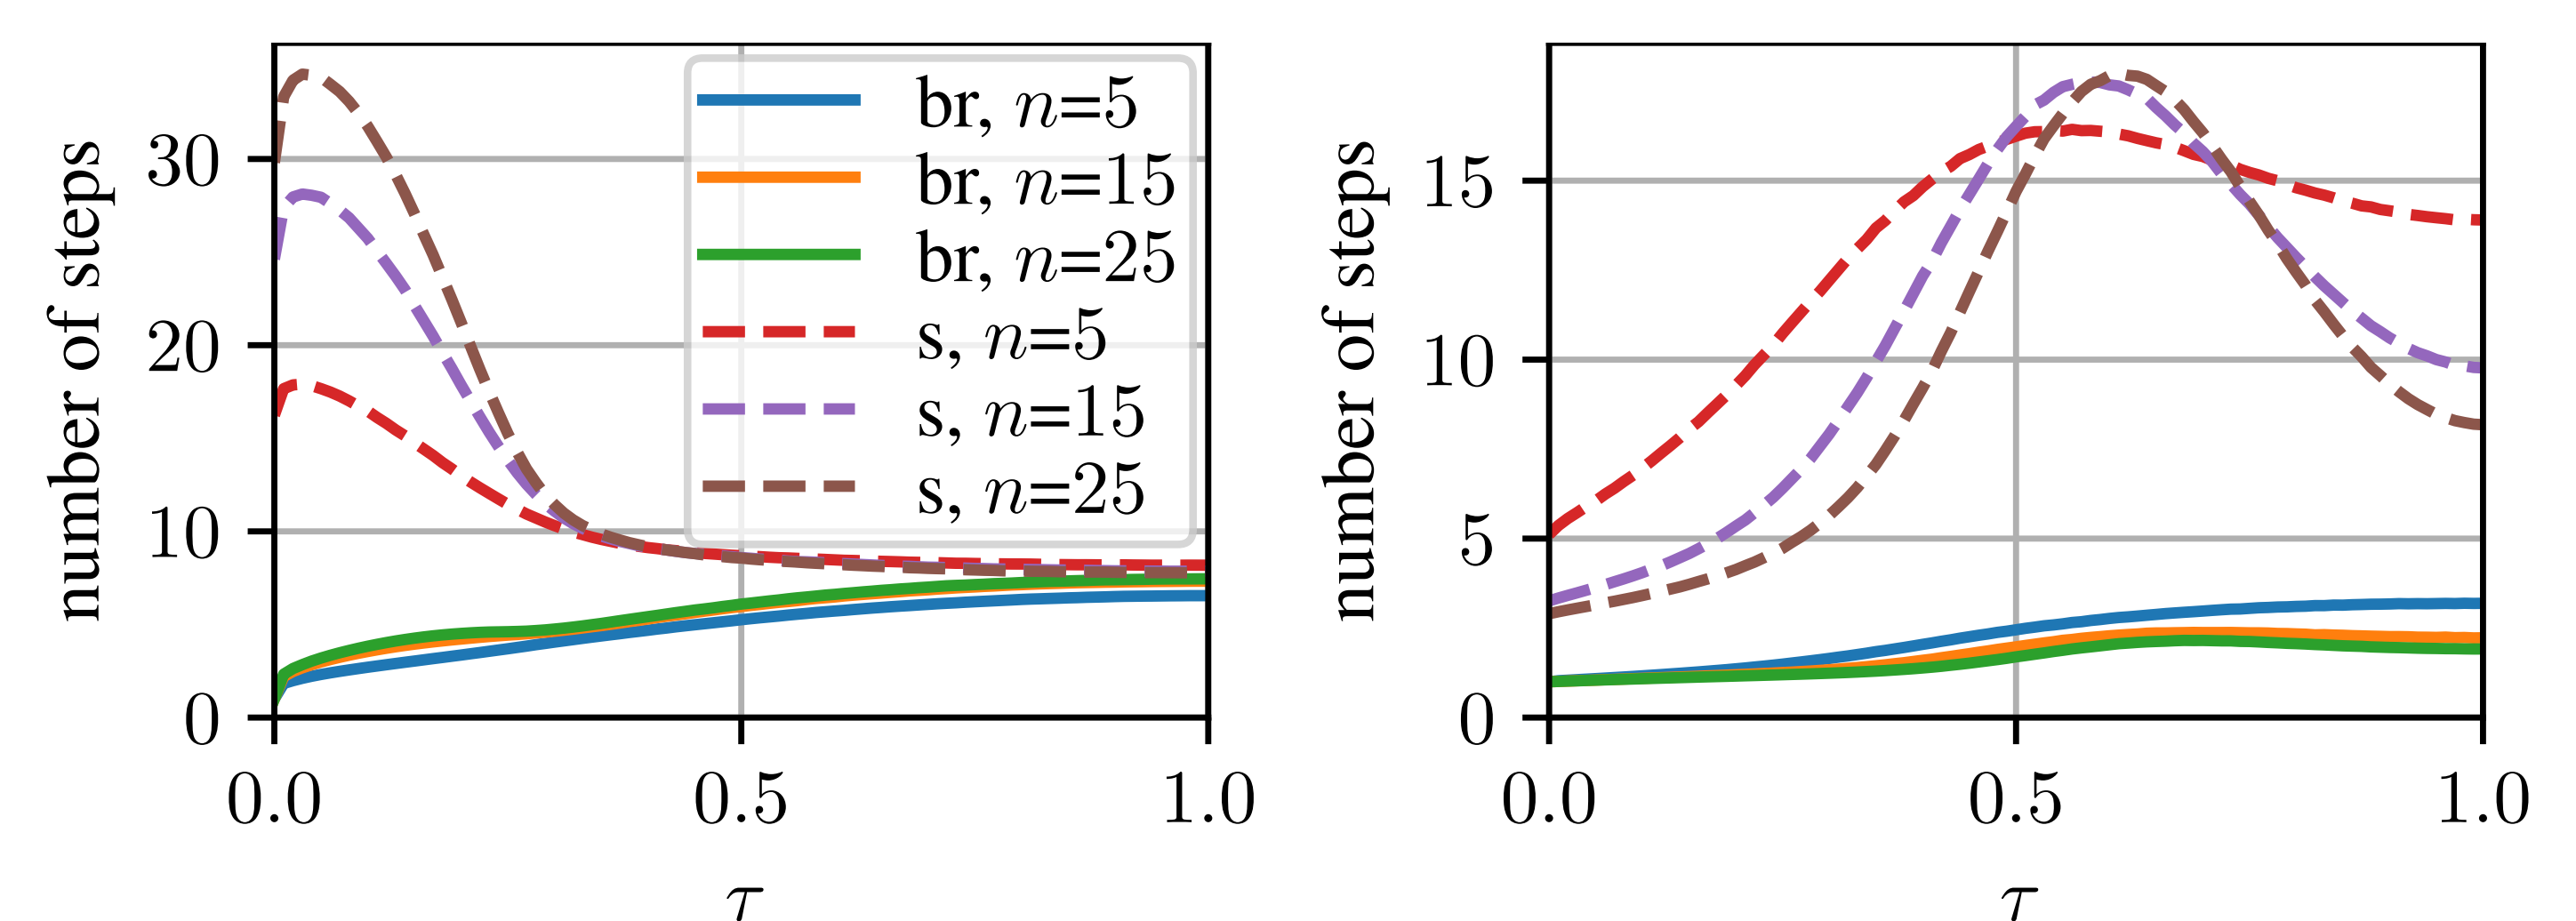 number of steps
30
20
10
0
0.0
0.5
1.0
τ
br, n=5
br, n=15
br, n=25
s, n=5
s, n=15
s, n=25
number of steps
15
10
5
0
0.0
0.5
1.0
τ